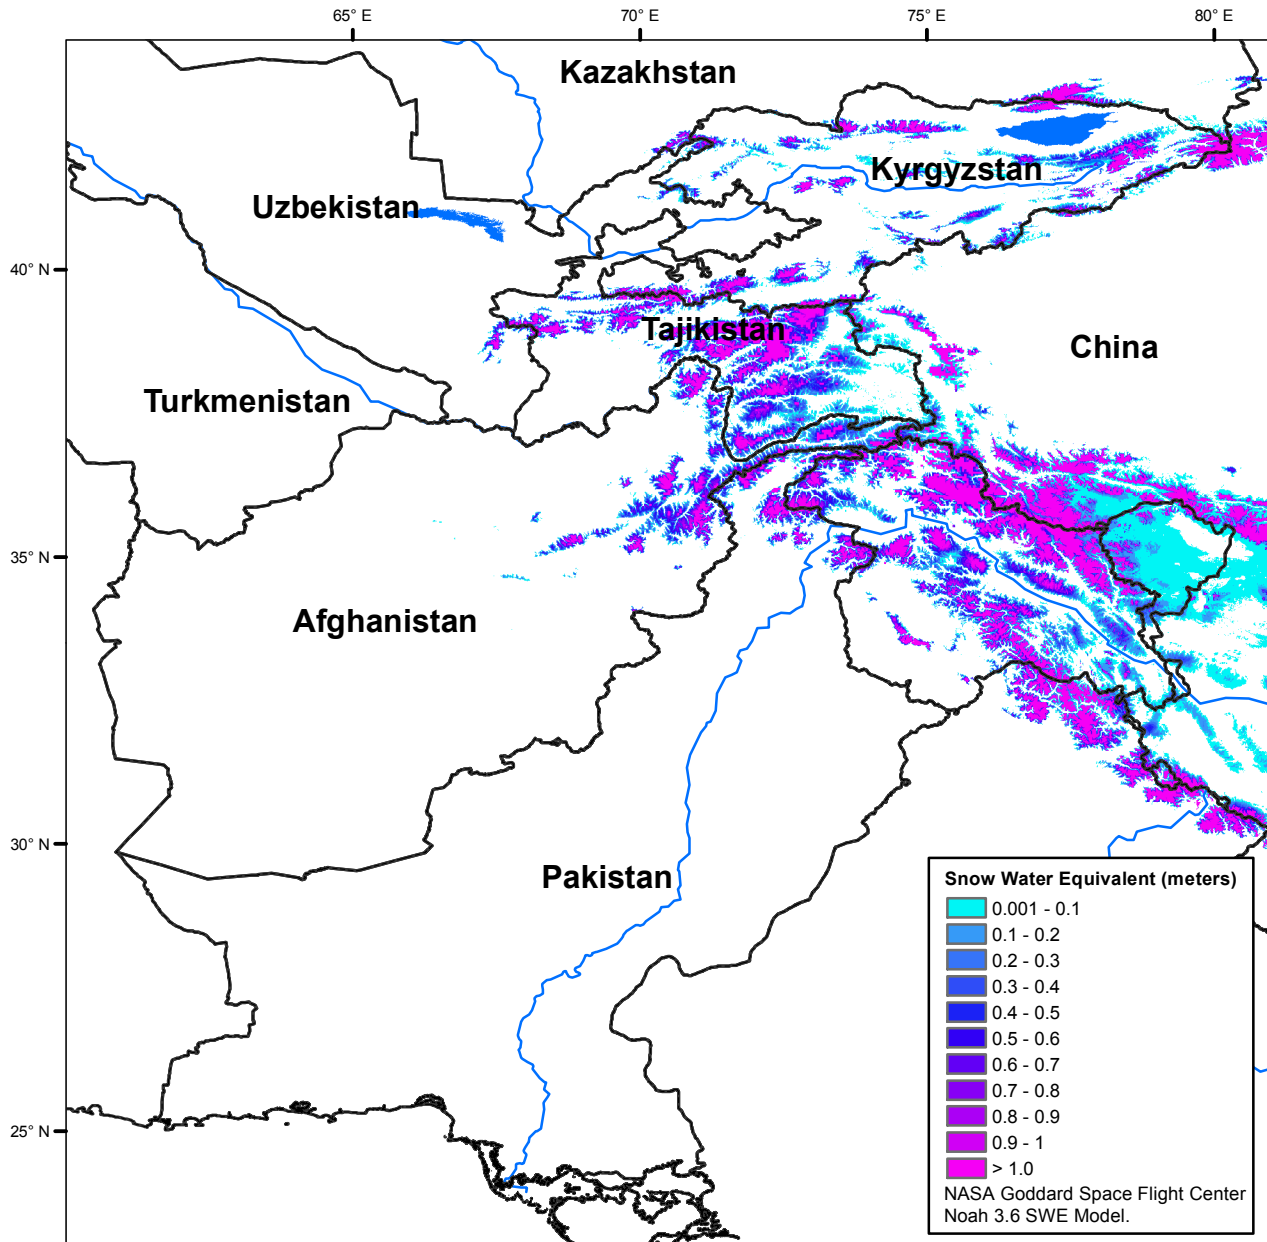 65° E
70° E
75° E
80° E
Kazakhstan
Kyrgyzstan
Uzbekistan
40° N
Tajikistan
China
Turkmenistan
35° N
Afghanistan
30° N
Pakistan
25° N
Snow Water Equivalent (meters)
0.001 - 0.1
0.1 - 0.2
0.2 - 0.3
0.3 - 0.4
0.4 - 0.5
0.5 - 0.6
0.6 - 0.7
0.7 - 0.8
0.8 - 0.9
0.9 - 1
> 1.0
NASA Goddard Space Flight Center
Noah 3.6 SWE Model.